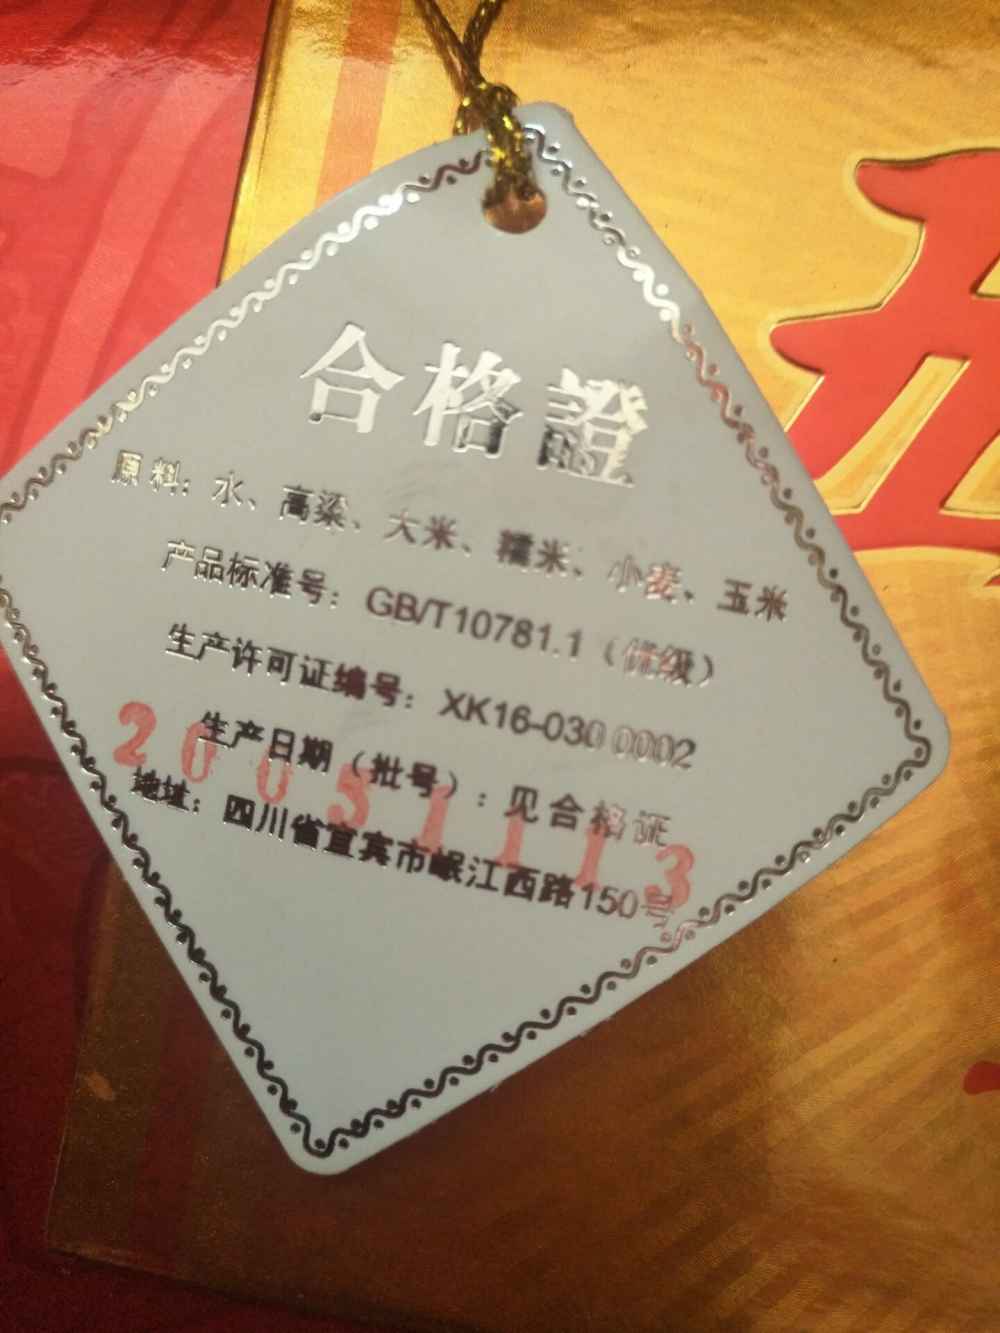 合格證
原料：水、高粱、大米、糯米、小麦、玉米
产品标准号：GB/T10781.1（优级）
生产许可证编号：XK16-030 0002
生产日期（批号）：见合格证
20051113
地址：四川省宜宾市岷江西路150号